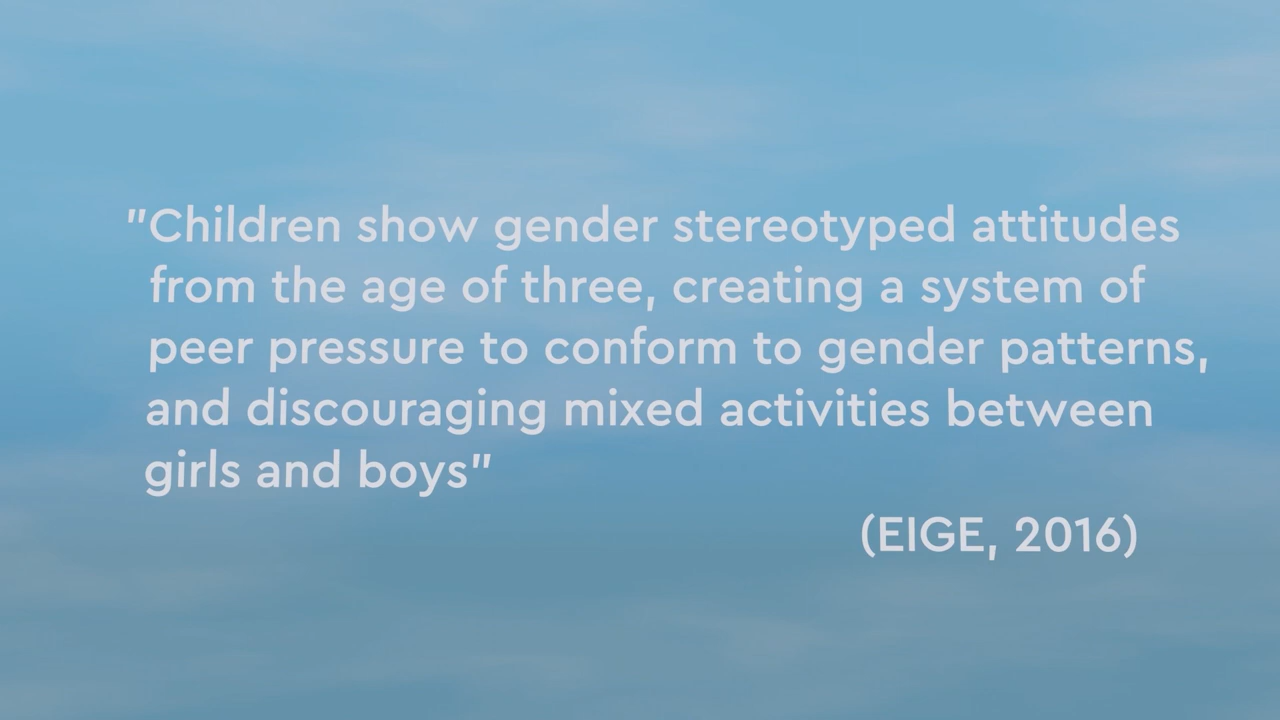 "Children show gender stereotyped attitudes
from the age of three, creating a system of
peer pressure to conform to gender patterns,
and discouraging mixed activities between
girls and boys"
(EIGE, 2016)